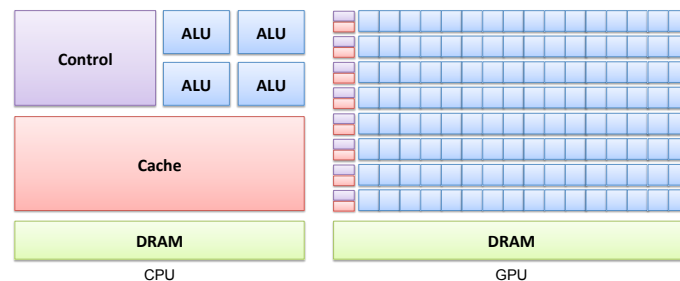 Control
ALU ALU
ALU ALU
Cache
DRAM
CPU
DRAM
GPU